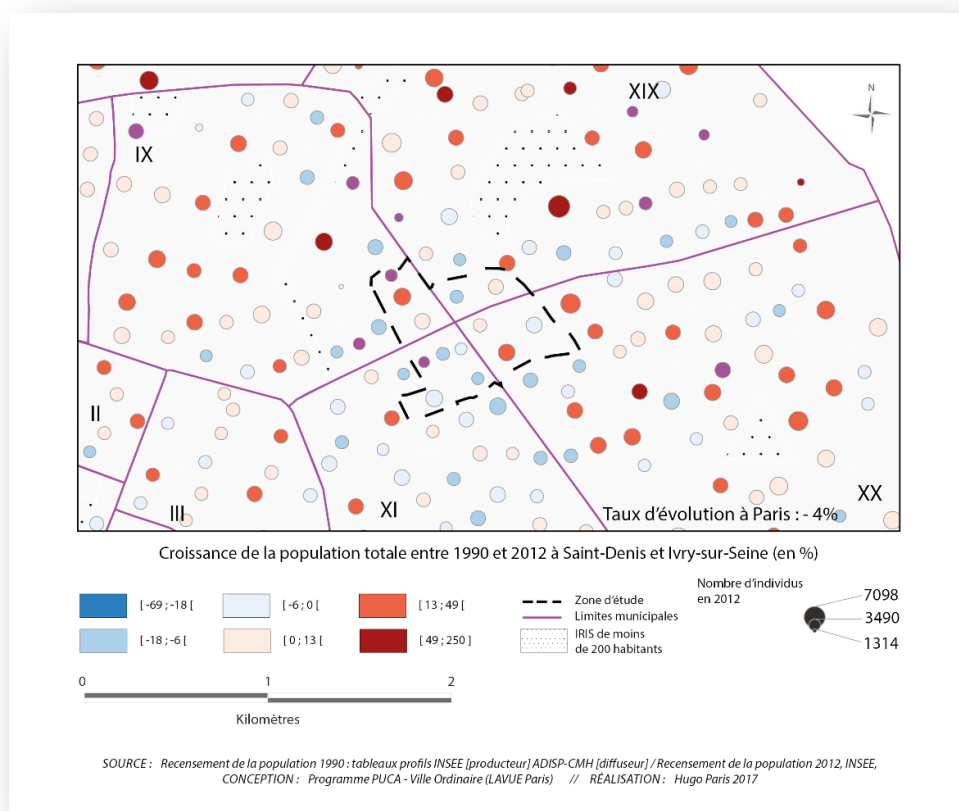 N
XIX
IX
II
III
XI
XX
Taux d'évolution à Paris : - 4%
Croissance de la population totale entre 1990 et 2012 à Saint-Denis et Ivry-sur-Seine (en %)
[ -69 ; -18 [
[ -6 ; 0 [
[ 13 ; 49 [
[ -18 ; -6 [
[ 0 ; 13 [
[ 49 ; 250 ]
Zone d'étude
Limites municipales
IRIS de moins
de 200 habitants
Nombre d'individus
en 2012
7098
3490
1314
0 1 2
Kilomètres
SOURCE : Recensement de la population 1990 : tableaux profils INSEE [producteur] ADISP-CMH [diffuseur] / Recensement de la population 2012, INSEE,
CONCEPTION : Programme PUCA - Ville Ordinaire (LAVUE Paris) // RÉALISATION : Hugo Paris 2017